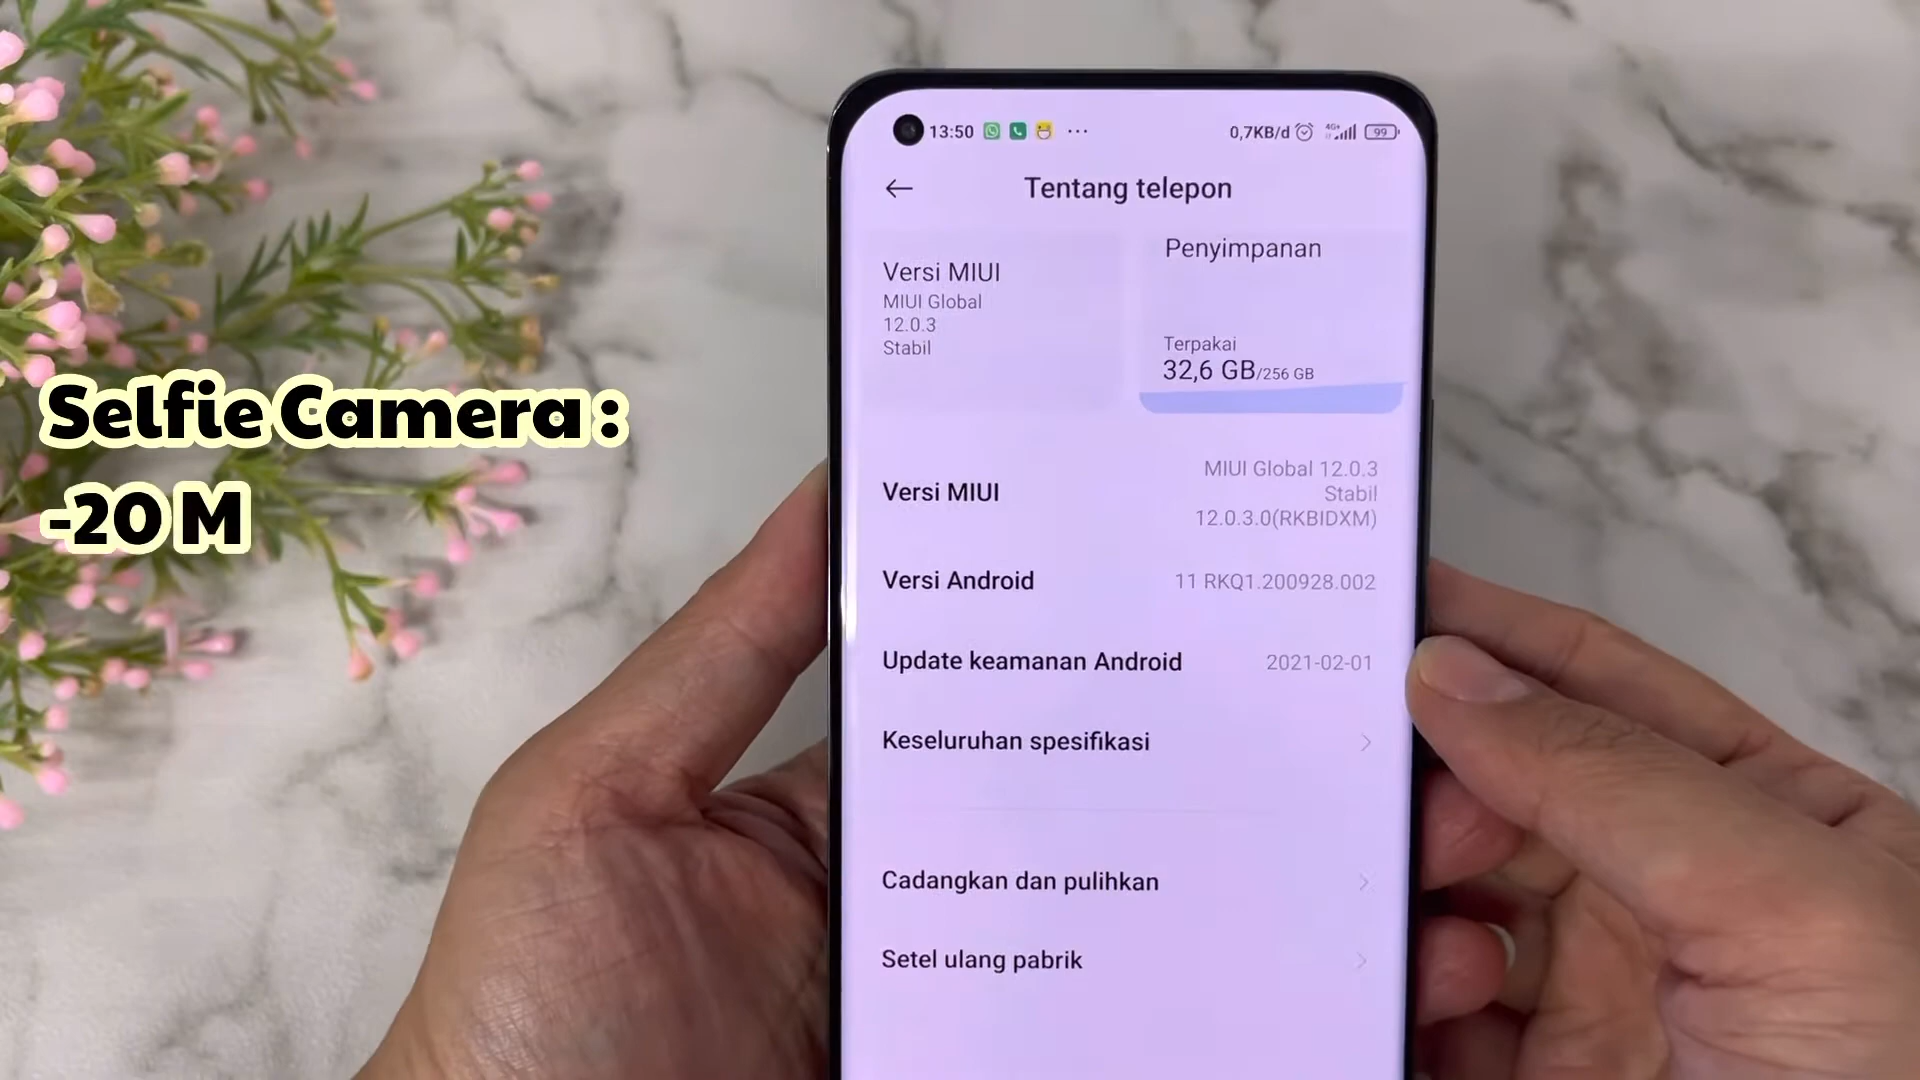 Selfie Camera :
-20 M
13:50
0,7KB/d
4G+
99
Tentang telepon
Versi MIUI
MIUI Global
12.0.3
Stabil
Penyimpanan
Terpakai
32,6 GB/256 GB
Versi MIUI
MIUI Global 12.0.3
Stabil
12.0.3.0(RKBIDXM)
Versi Android
11 RKQ1.200928.002
Update keamanan Android
2021-02-01
Keseluruhan spesifikasi
Cadangkan dan pulihkan
Setel ulang pabrik